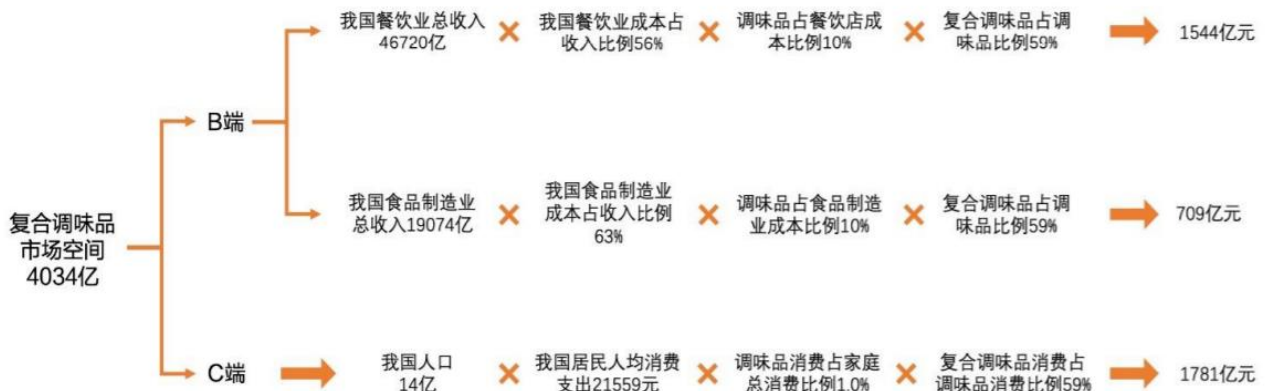 复合调味品
市场空间
4034亿
B端
我国餐饮业总收入
46720亿
×
我国餐饮业成本占
收入比例56%
×
调味品占餐饮店成
本比例10%
×
复合调味品占调
味品比例59%
1544亿元
我国食品制造业
总收入19074亿
×
我国食品制造业
成本占收入比例
63%
×
调味品占食品制造
业成本比例10%
×
复合调味品占调
味品比例59%
709亿元
C端
我国人口
14亿
×
我国居民人均消费
支出21559元
×
调味品消费占家庭
总消费比例1.0%
×
复合调味品消费占
调味品消费比例59%
1781亿元